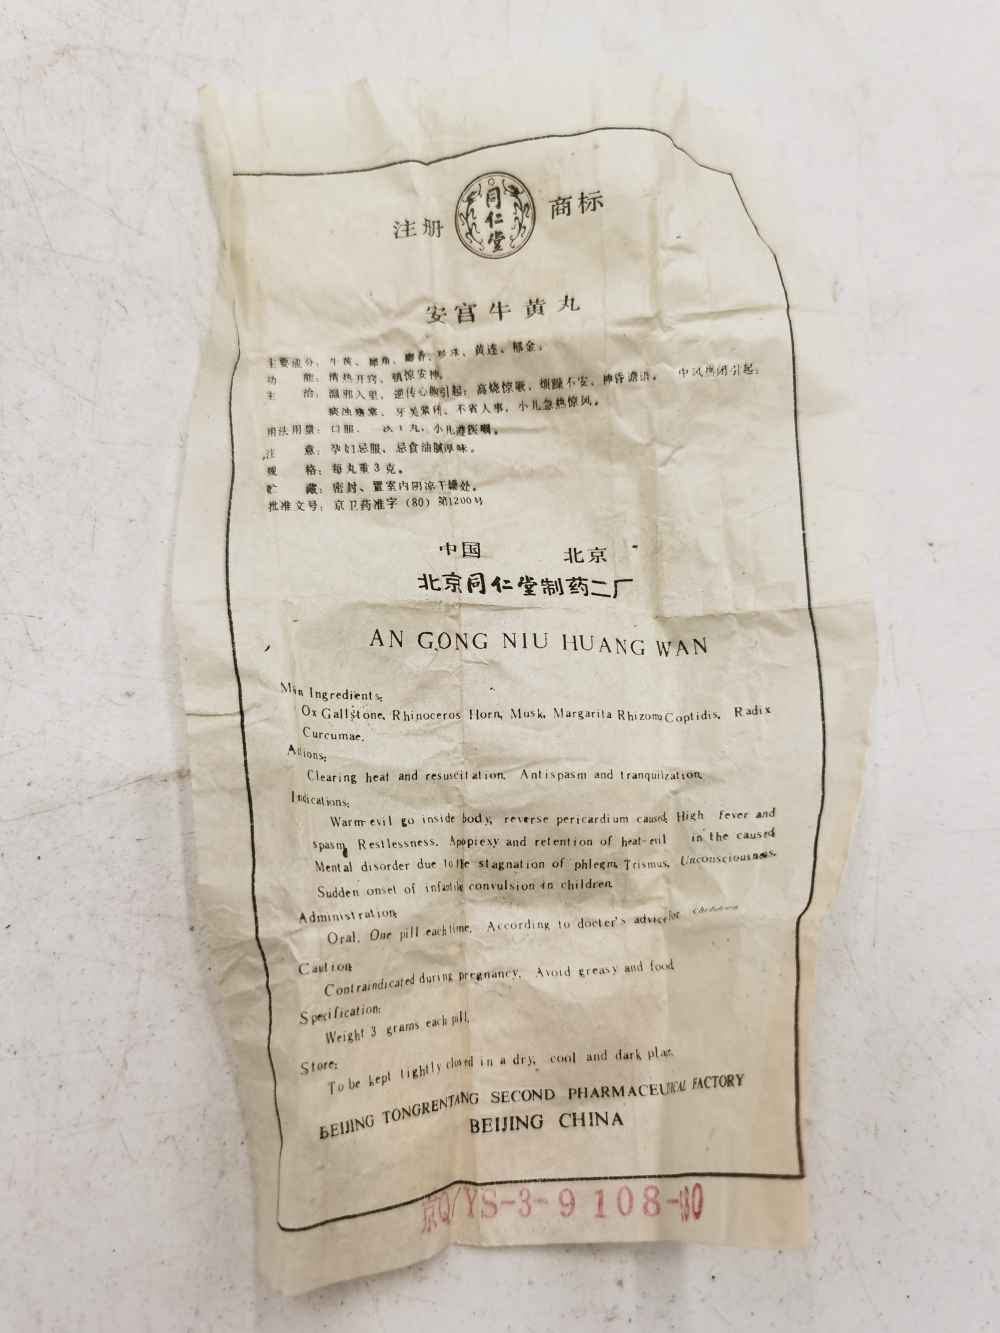 注册 同仁堂 商标
安宫牛黄丸
主要成分：牛黄、犀角、麝香、珍珠、黄连、郁金。
功能：清热开窍，镇惊安神。
主治：温邪入里，逆传心胞引起：高烧惊厥、烦躁不安、神昏谵语。 中风热闭引起：
痰浊壅塞、牙关紧闭、不省人事，小儿急热惊风。
用法用量：口服，一次1丸，小儿遵医嘱。
注意：孕妇忌服、忌食油腻厚味。
规格：每丸重3克。
贮藏：密封、置室内阴凉干燥处。
批准文号：京卫药准字（80）第1200号
中国 北京
北京同仁堂制药二厂
AN GONG NIU HUANG WAN
Main Ingredients:
Ox Gallstone, Rhinoceros Horn, Musk, Margarita Rhizoma Coptidis, Radix
Curcumae.
Actions:
Clearing heat and resuscitation. Antispasm and tranquilzation.
Indications:
Warm-evil go inside body, reverse pericardium caused, High fever and
spasm, Restlessness. Apopiexy and retention of heat-evil in the caused
Mental disorder due to the stagnation of phlegm, Trismus, Unconsciousness.
Sudden onset of infantile convulsion in children.
Administration:
Oral. One pill each time. According to docter's advice for children
Caution:
Contraindicated during pregnancy. Avoid greasy and food
Specification:
Weight 3 grams each pill.
Store:
To be kept tightly closed in a dry, cool and dark place.
BEIJING TONGRENTANG SECOND PHARMACEUTICAL FACTORY
BEIJING CHINA
京Q/YS-3-9108-80